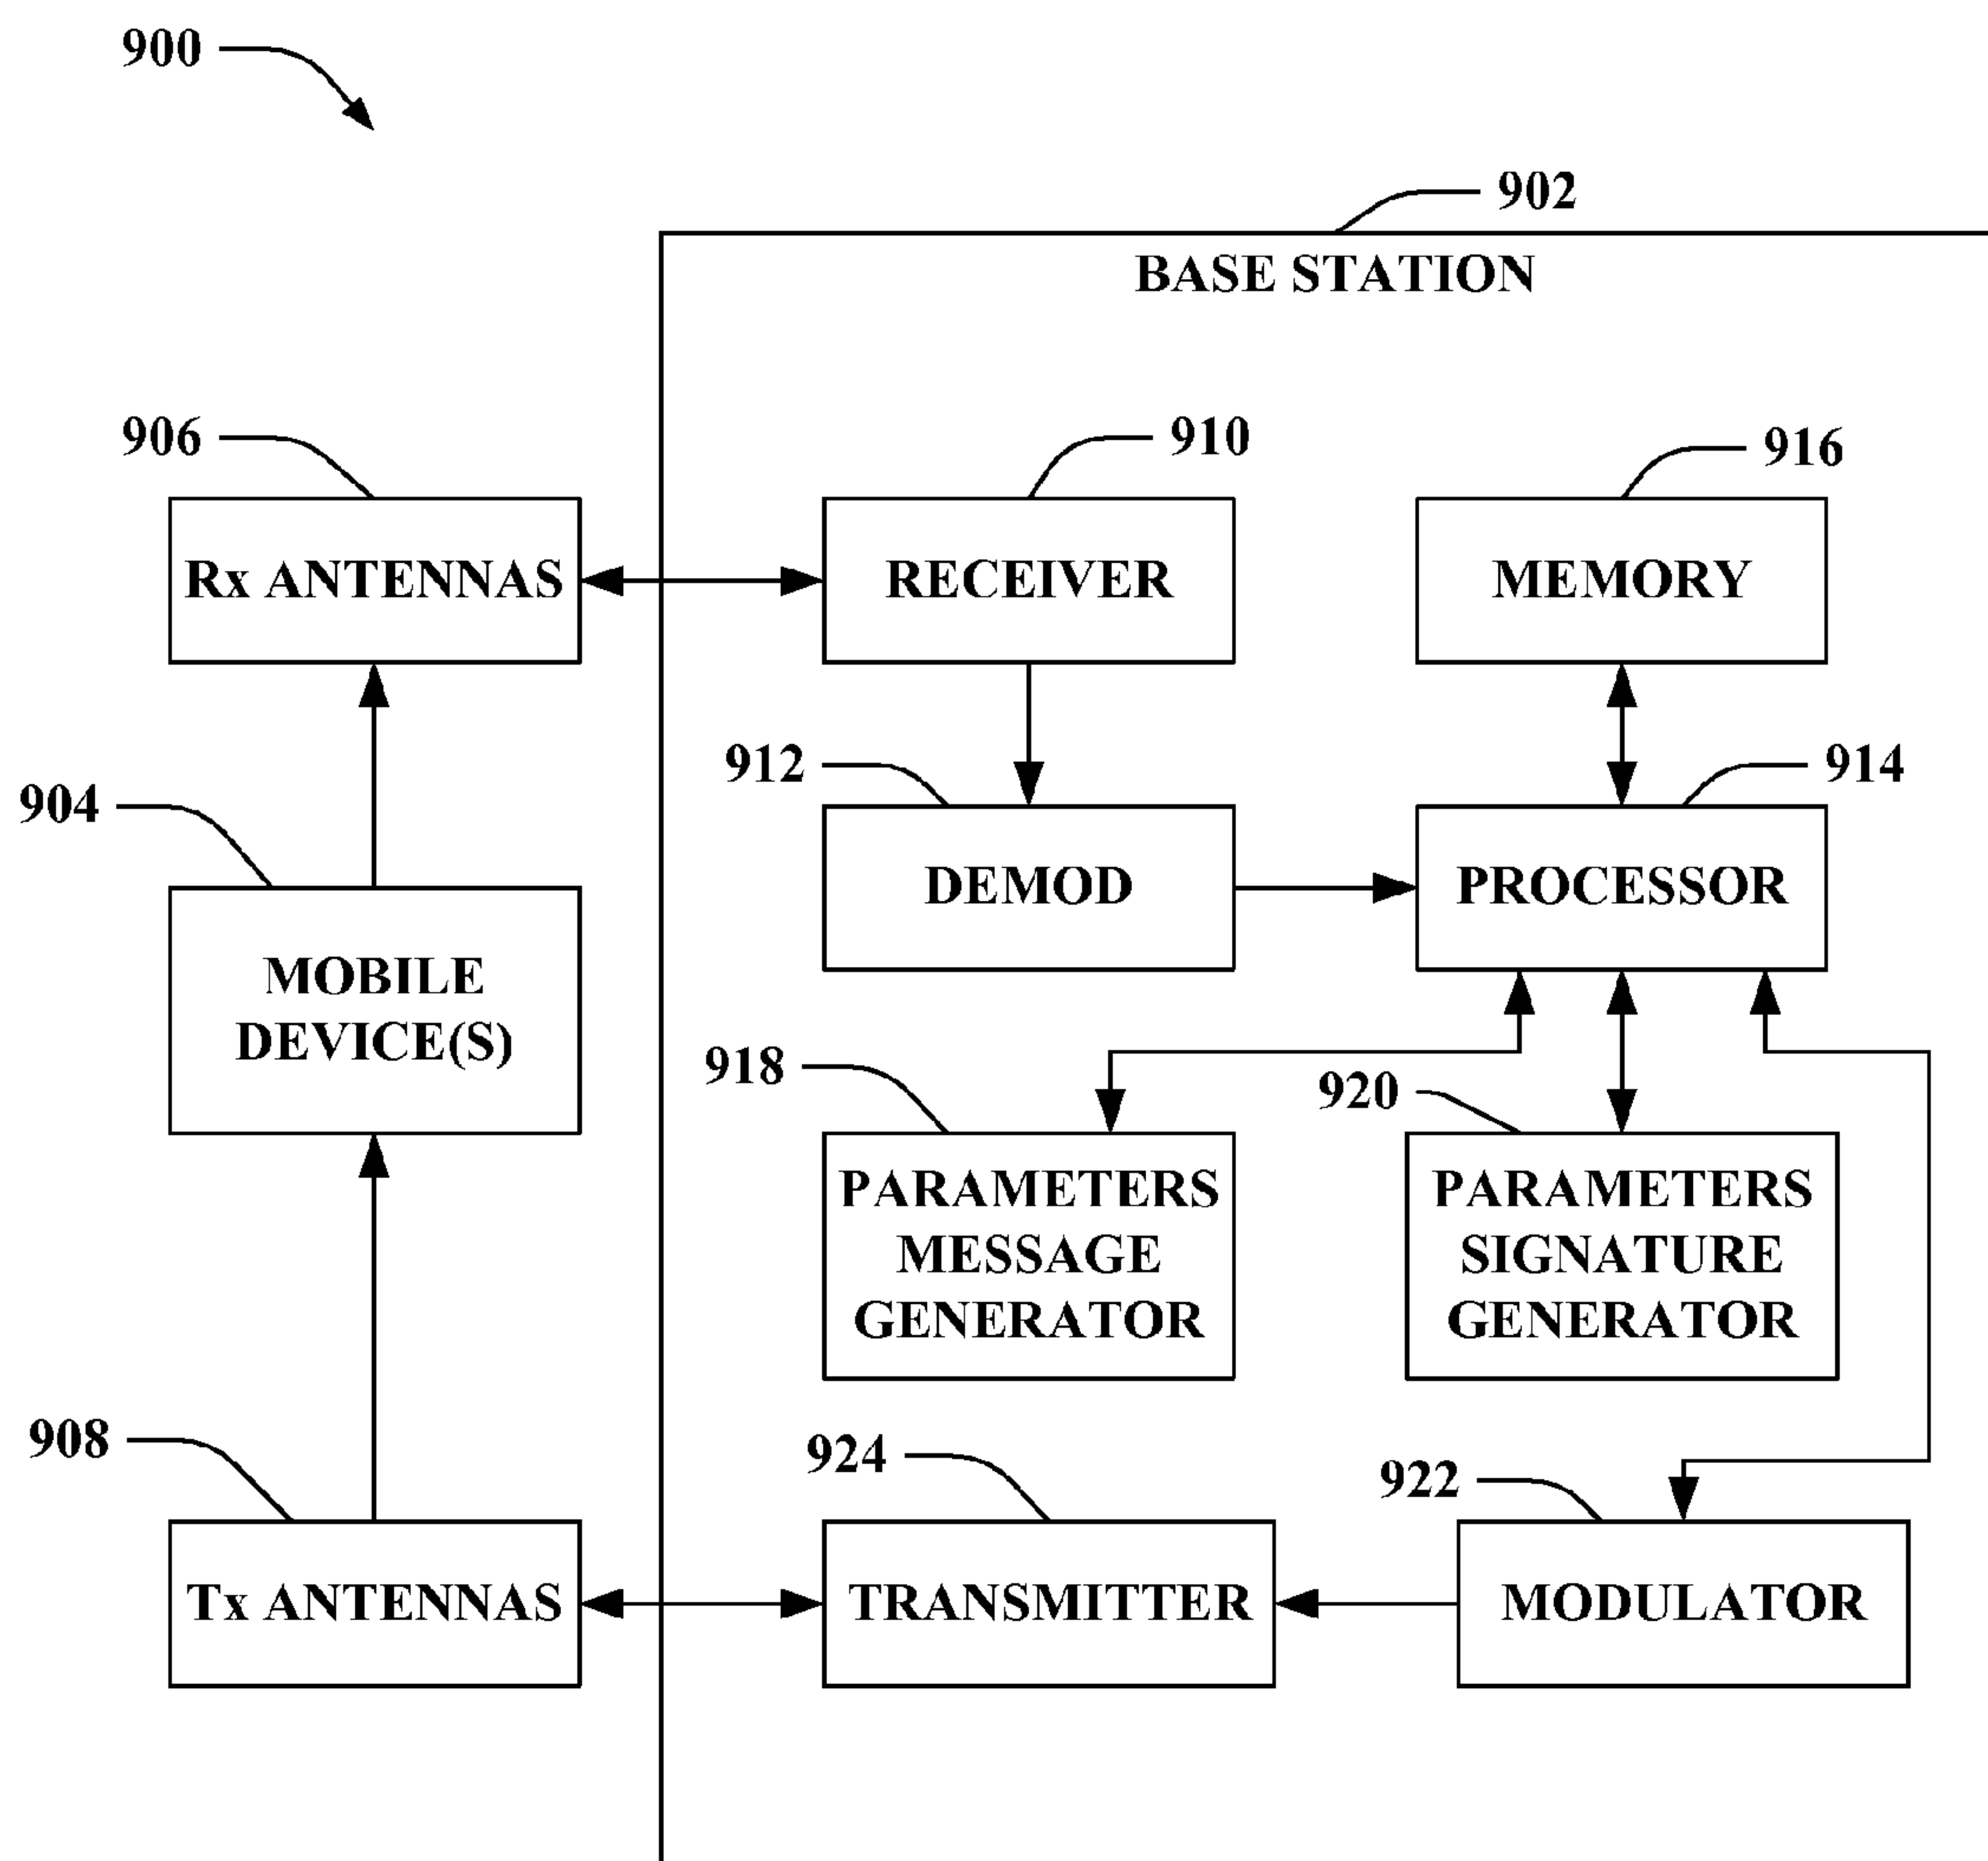 900
902
BASE STATION
906
910
916
Rx ANTENNAS
RECEIVER
MEMORY
912
914
904
DEMOD
PROCESSOR
MOBILE
DEVICE(S)
918
920
PARAMETERS
MESSAGE
GENERATOR
PARAMETERS
SIGNATURE
GENERATOR
908
924
922
Tx ANTENNAS
TRANSMITTER
MODULATOR